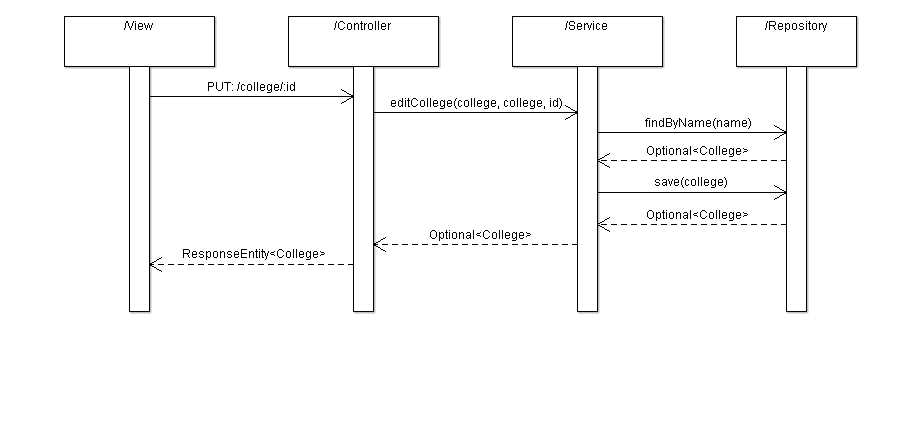 /View
/Controller
/Service
/Repository
PUT: /college/:id
editCollege(college, college, id)
findByName(name)
Optional<College>
save(college)
Optional<College>
Optional<College>
ResponseEntity<College>